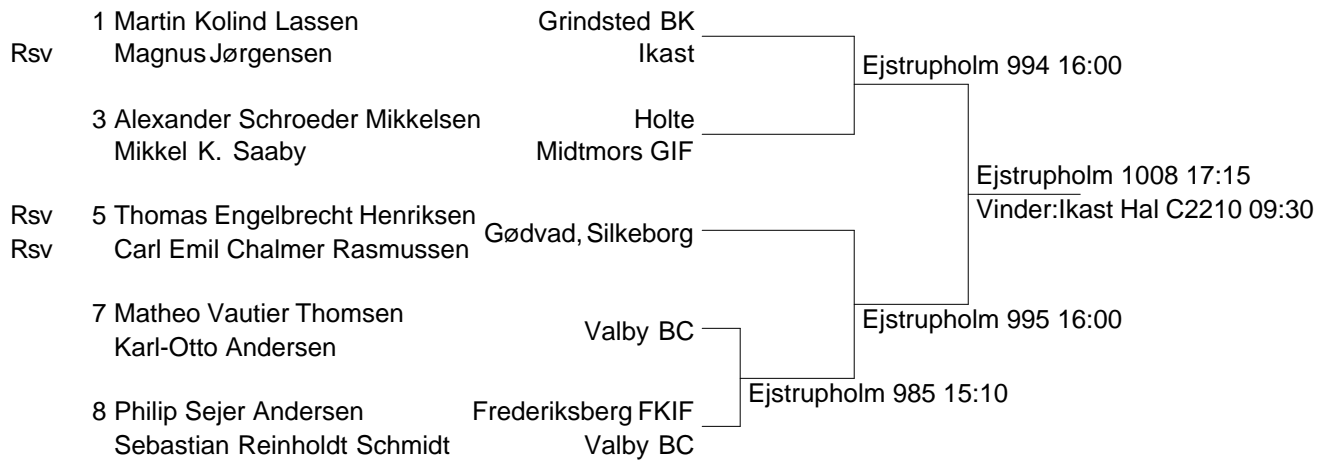 1 Martin Kolind Lassen Grindsted BK
Rsv Magnus Jørgensen Ikast
Ejstrupholm 994 16:00
3 Alexander Schroeder Mikkelsen Holte
Mikkel K. Saaby Midtmors GIF
Ejstrupholm 1008 17:15
Vinder:Ikast Hal C2210 09:30
Rsv 5 Thomas Engelbrecht Henriksen
Gødvad, Silkeborg
Rsv Carl Emil Chalmer Rasmussen
7 Matheo Vautier Thomsen
Ejstrupholm 995 16:00
Valby BC
Karl-Otto Andersen
Ejstrupholm 985 15:10
8 Philip Sejer Andersen Frederiksberg FKIF
Sebastian Reinholdt Schmidt Valby BC